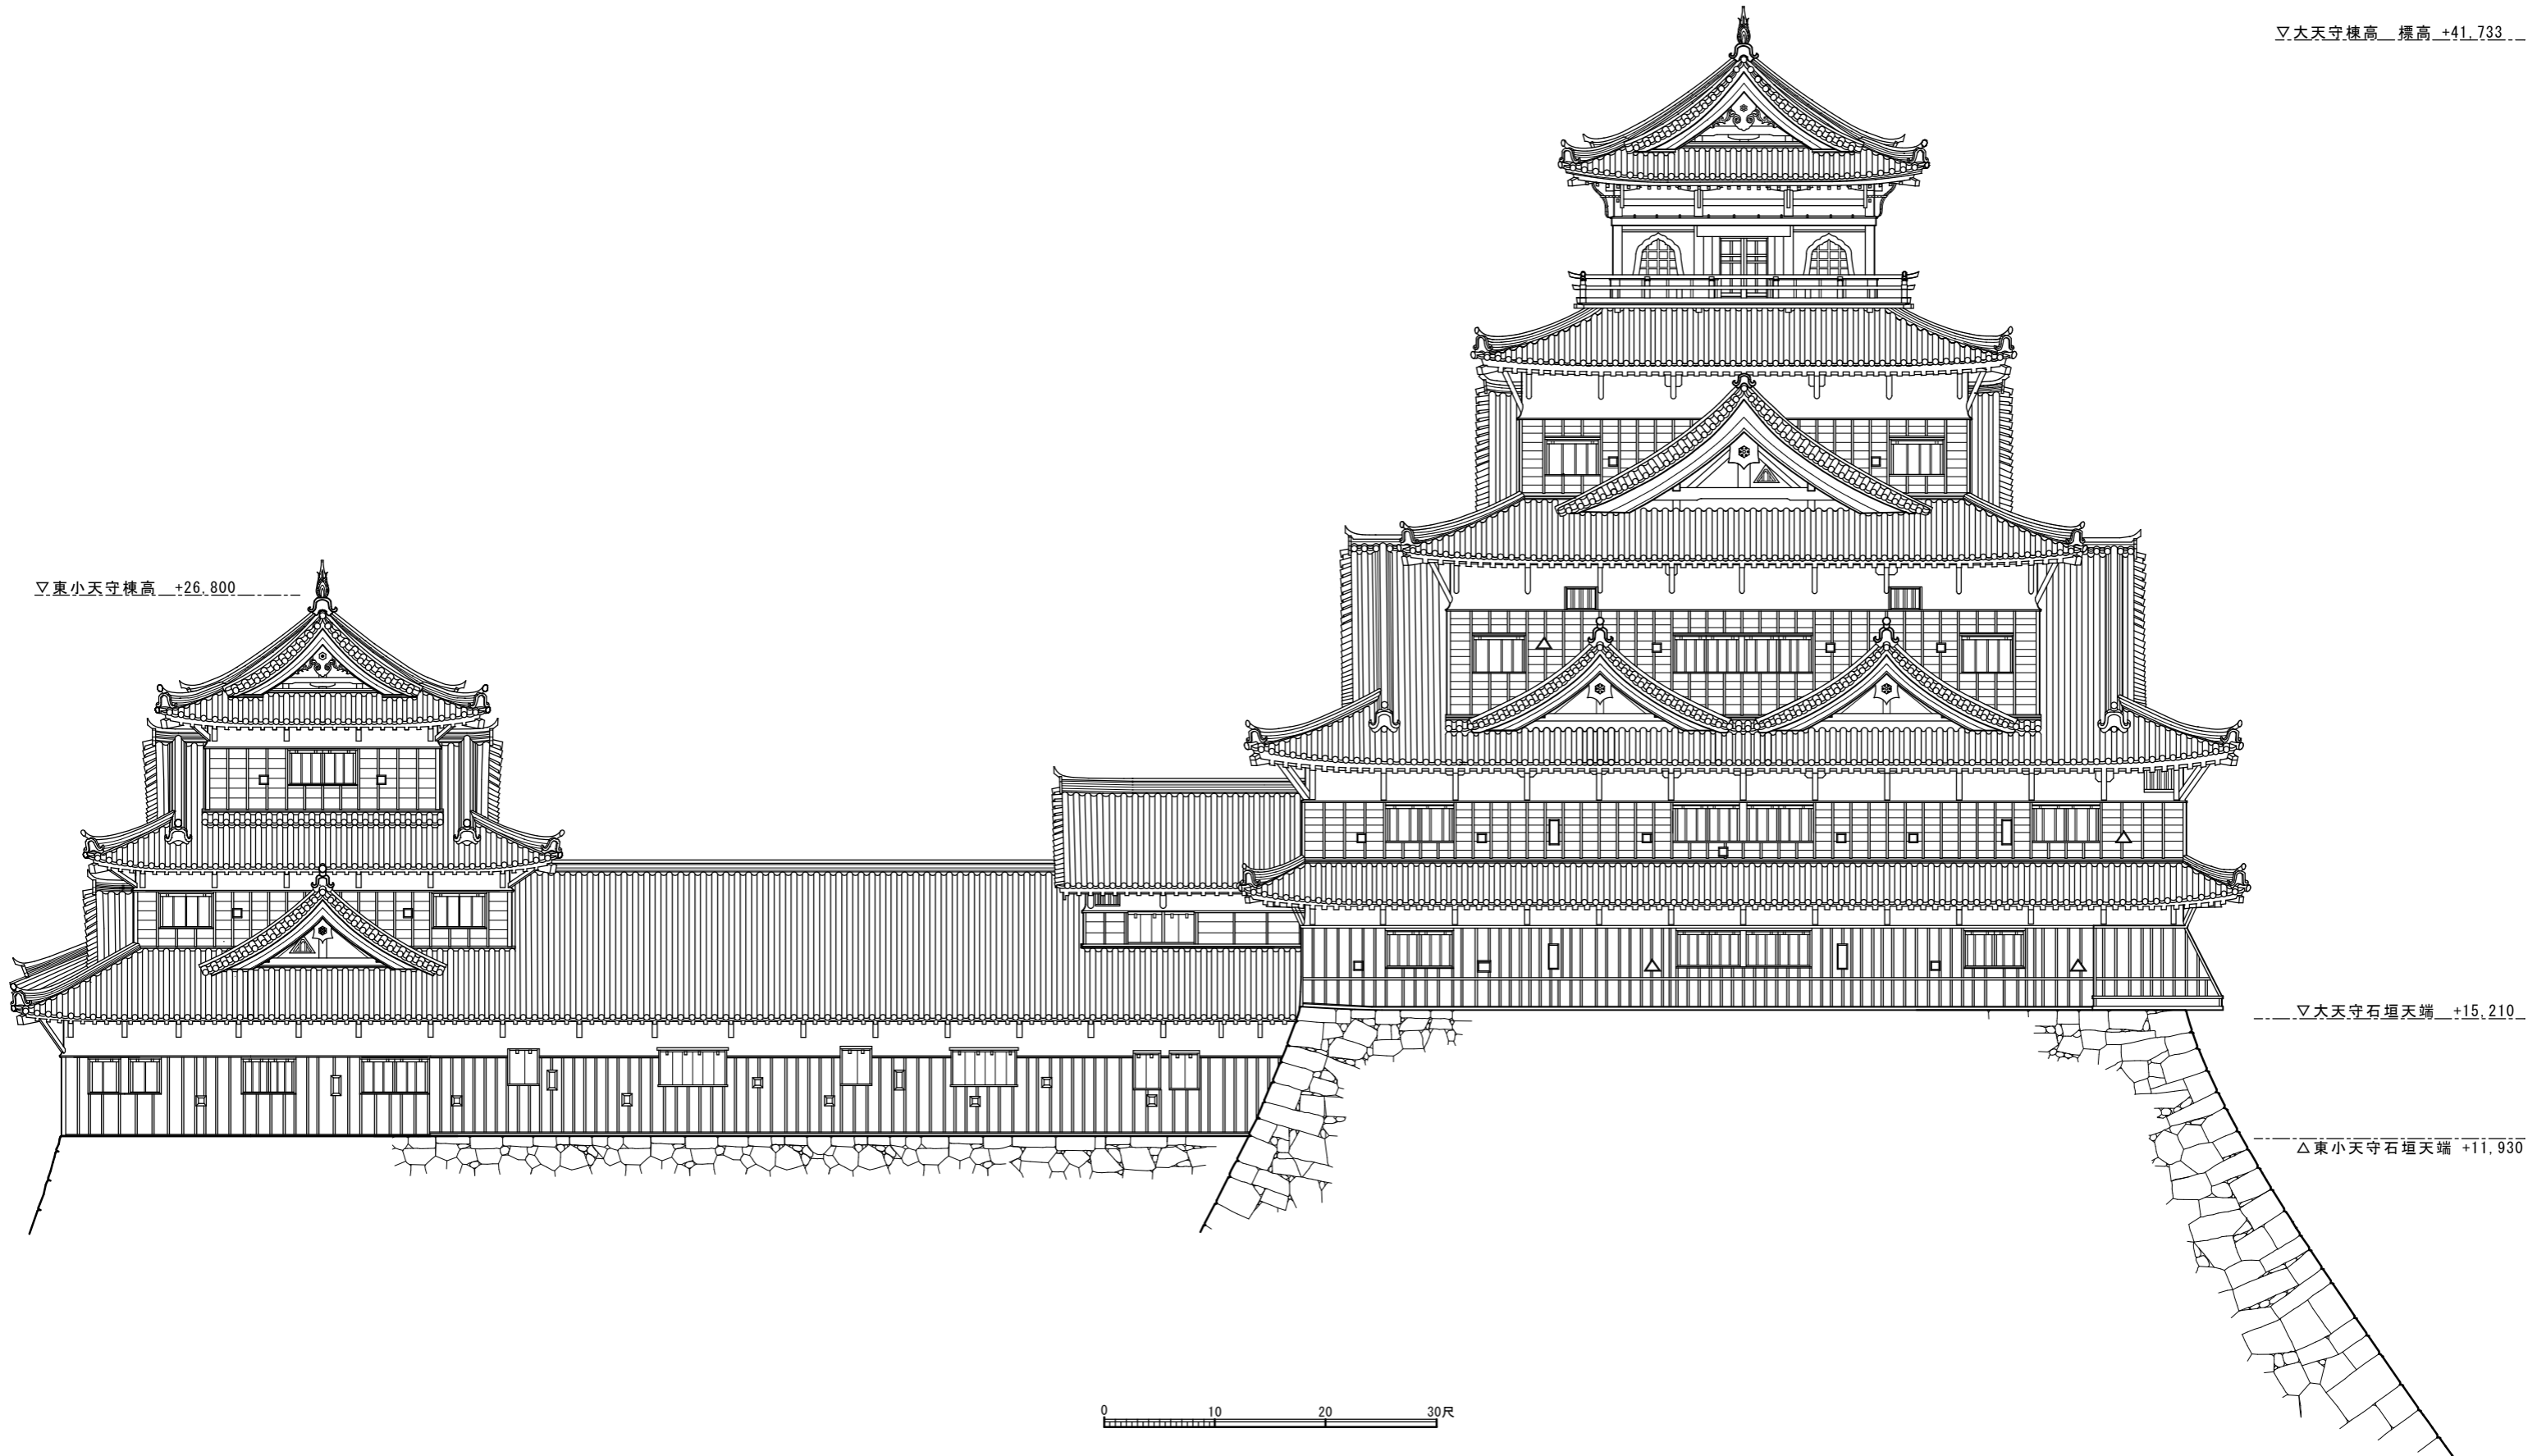 ▽大天守棟高 標高 +41,733
▽東小天守棟高 +26,800
▽大天守石垣天端 +15,210
△東小天守石垣天端 +11,930
0 10 20 30尺